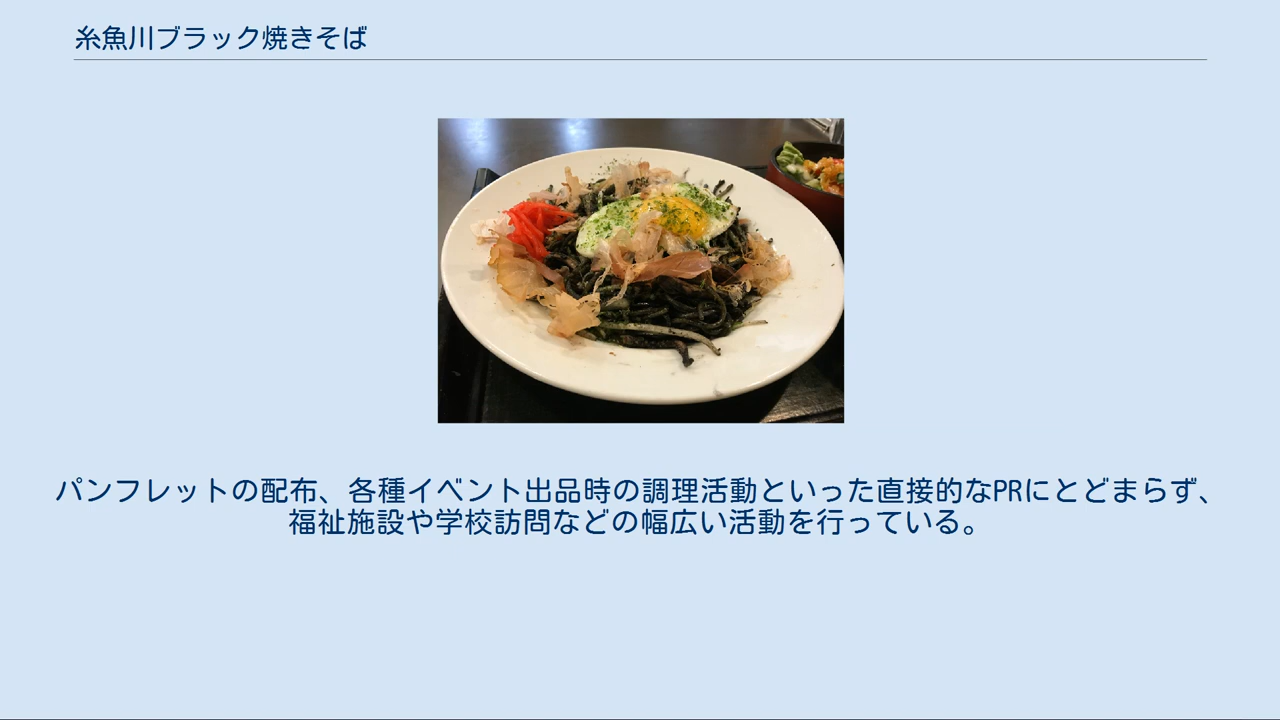 糸魚川ブラック焼きそば
パンフレットの配布、各種イベント出品時の調理活動といった直接的なPRにとどまらず、
福祉施設や学校訪問などの幅広い活動を行っている。